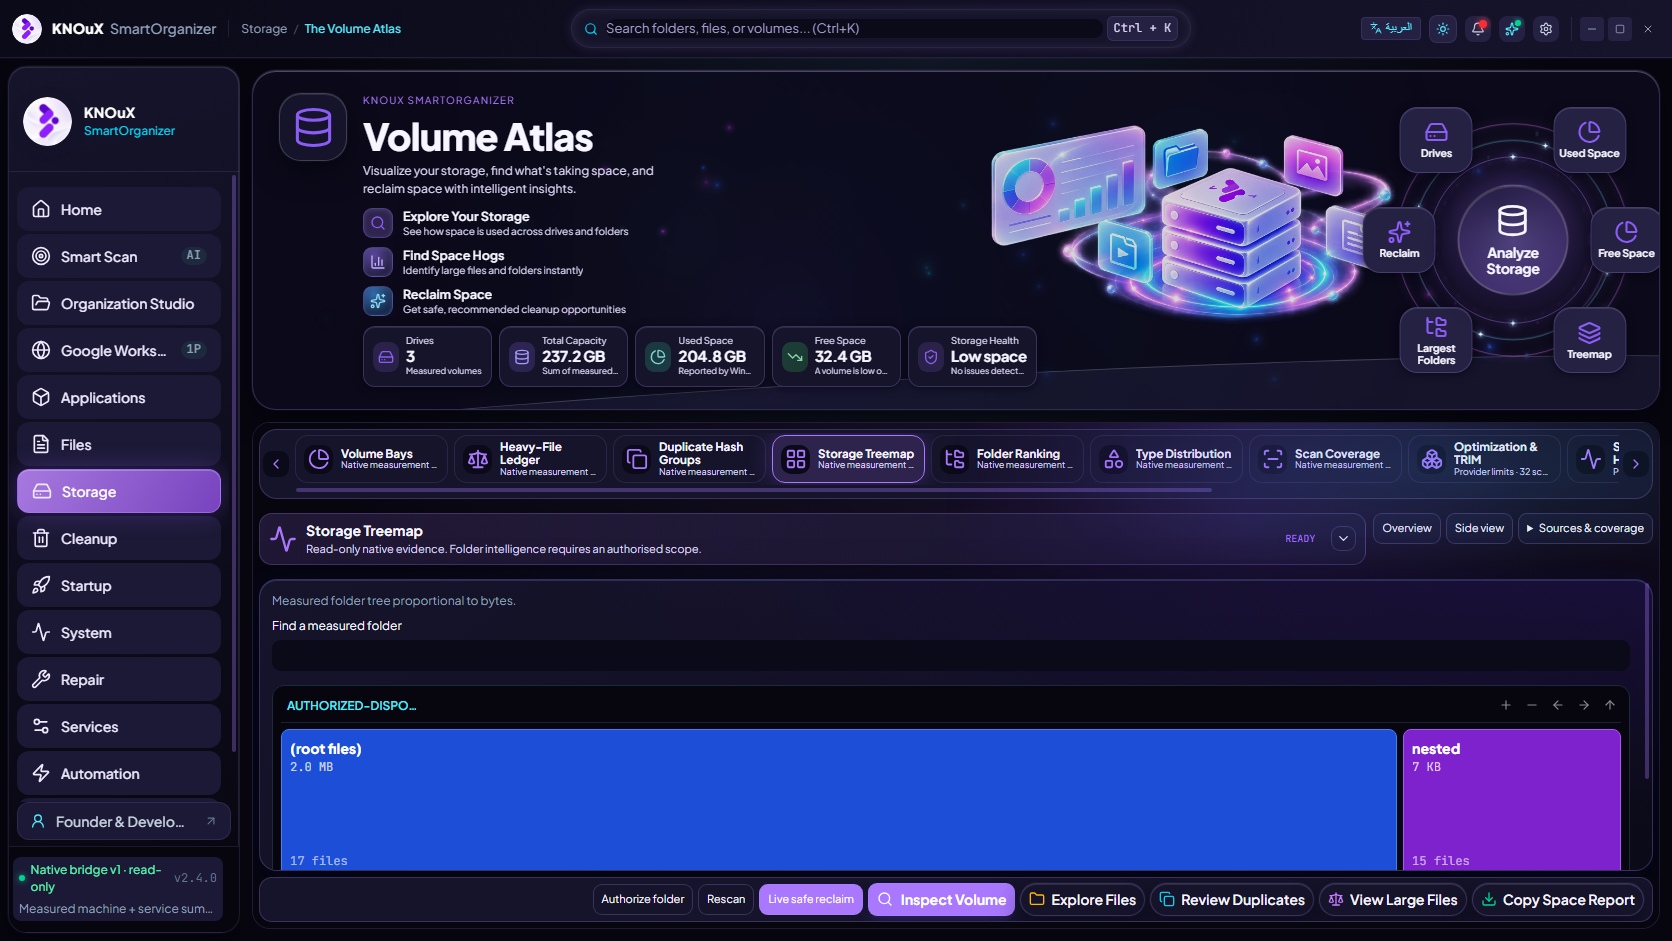 KNOuX SmartOrganizer
Storage / The Volume Atlas
Search folders, files, or volumes... (Ctrl+K)
Ctrl + K
العربية
KNOuX
SmartOrganizer
Home
Smart Scan
AI
Organization Studio
Google Works...
1P
Applications
Files
Storage
Cleanup
Startup
System
Repair
Services
Automation
Founder & Develo...
Native bridge v1 · read-only
v2.4.0
Measured machine + service sum...
KNOUX SMARTORGANIZER
Volume Atlas
Visualize your storage, find what's taking space, and
reclaim space with intelligent insights.
Explore Your Storage
See how space is used across drives and folders
Find Space Hogs
Identify large files and folders instantly
Reclaim Space
Get safe, recommended cleanup opportunities
Drives
3
Measured volumes
Total Capacity
237.2 GB
Sum of measured...
Used Space
204.8 GB
Reported by Win...
Free Space
32.4 GB
A volume is low o...
Storage Health
Low space
No issues detect...
Drives
Used Space
Reclaim
Analyze
Storage
Free Space
Largest
Folders
Treemap
Volume Bays
Native measurement ...
Heavy-File
Ledger
Native measurement ...
Duplicate Hash
Groups
Native measurement ...
Storage Treemap
Native measurement ...
Folder Ranking
Native measurement ...
Type Distribution
Native measurement ...
Scan Coverage
Native measurement ...
Optimization &
TRIM
Provider limits · 32 sc...
Storage Treemap
Read-only native evidence. Folder intelligence requires an authorised scope.
READY
Overview
Side view
Sources & coverage
Measured folder tree proportional to bytes.
Find a measured folder
AUTHORIZED-DISPO...
(root files)
2.0 MB
17 files
nested
7 KB
15 files
Authorize folder
Rescan
Live safe reclaim
Inspect Volume
Explore Files
Review Duplicates
View Large Files
Copy Space Report